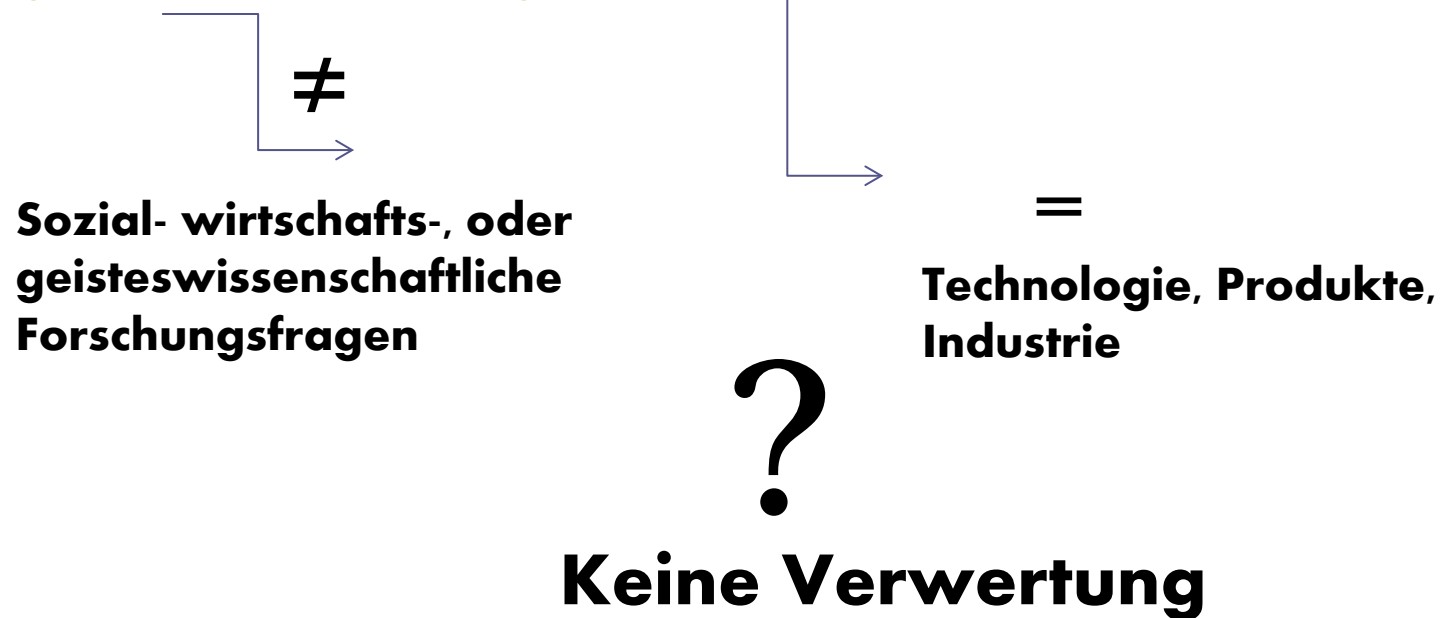 ≠
Sozial- wirtschafts-, oder
geisteswissenschaftliche
Forschungsfragen
=
Technologie, Produkte,
Industrie
?
Keine Verwertung